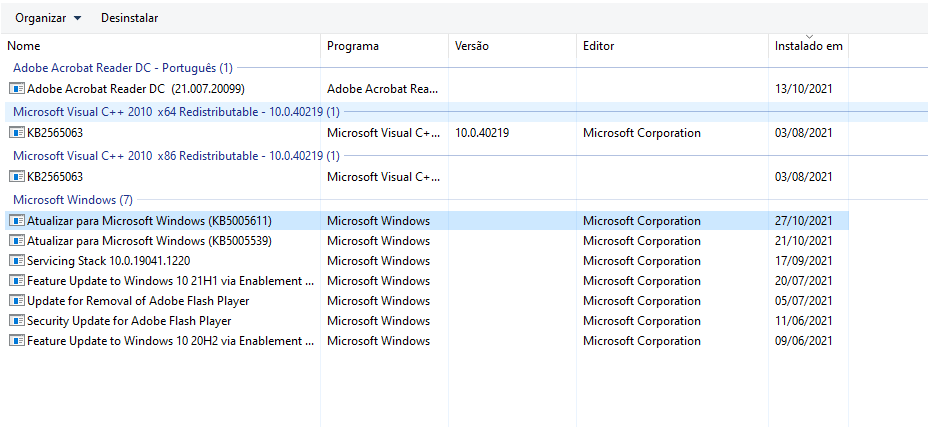 Organizar Desinstalar
Nome Programa Versão Editor Instalado em
Adobe Acrobat Reader DC - Português (1)
Adobe Acrobat Reader DC (21.007.20099) Adobe Acrobat Rea... 13/10/2021
Microsoft Visual C++ 2010 x64 Redistributable - 10.0.40219 (1)
KB2565063 Microsoft Visual C+... 10.0.40219 Microsoft Corporation 03/08/2021
Microsoft Visual C++ 2010 x86 Redistributable - 10.0.40219 (1)
KB2565063 Microsoft Visual C+... 03/08/2021
Microsoft Windows (7)
Atualizar para Microsoft Windows (KB5005611) Microsoft Windows Microsoft Corporation 27/10/2021
Atualizar para Microsoft Windows (KB5005539) Microsoft Windows Microsoft Corporation 21/10/2021
Servicing Stack 10.0.19041.1220 Microsoft Windows Microsoft Corporation 17/09/2021
Feature Update to Windows 10 21H1 via Enablement ... Microsoft Windows Microsoft Corporation 20/07/2021
Update for Removal of Adobe Flash Player Microsoft Windows Microsoft Corporation 05/07/2021
Security Update for Adobe Flash Player Microsoft Windows Microsoft Corporation 11/06/2021
Feature Update to Windows 10 20H2 via Enablement ... Microsoft Windows Microsoft Corporation 09/06/2021